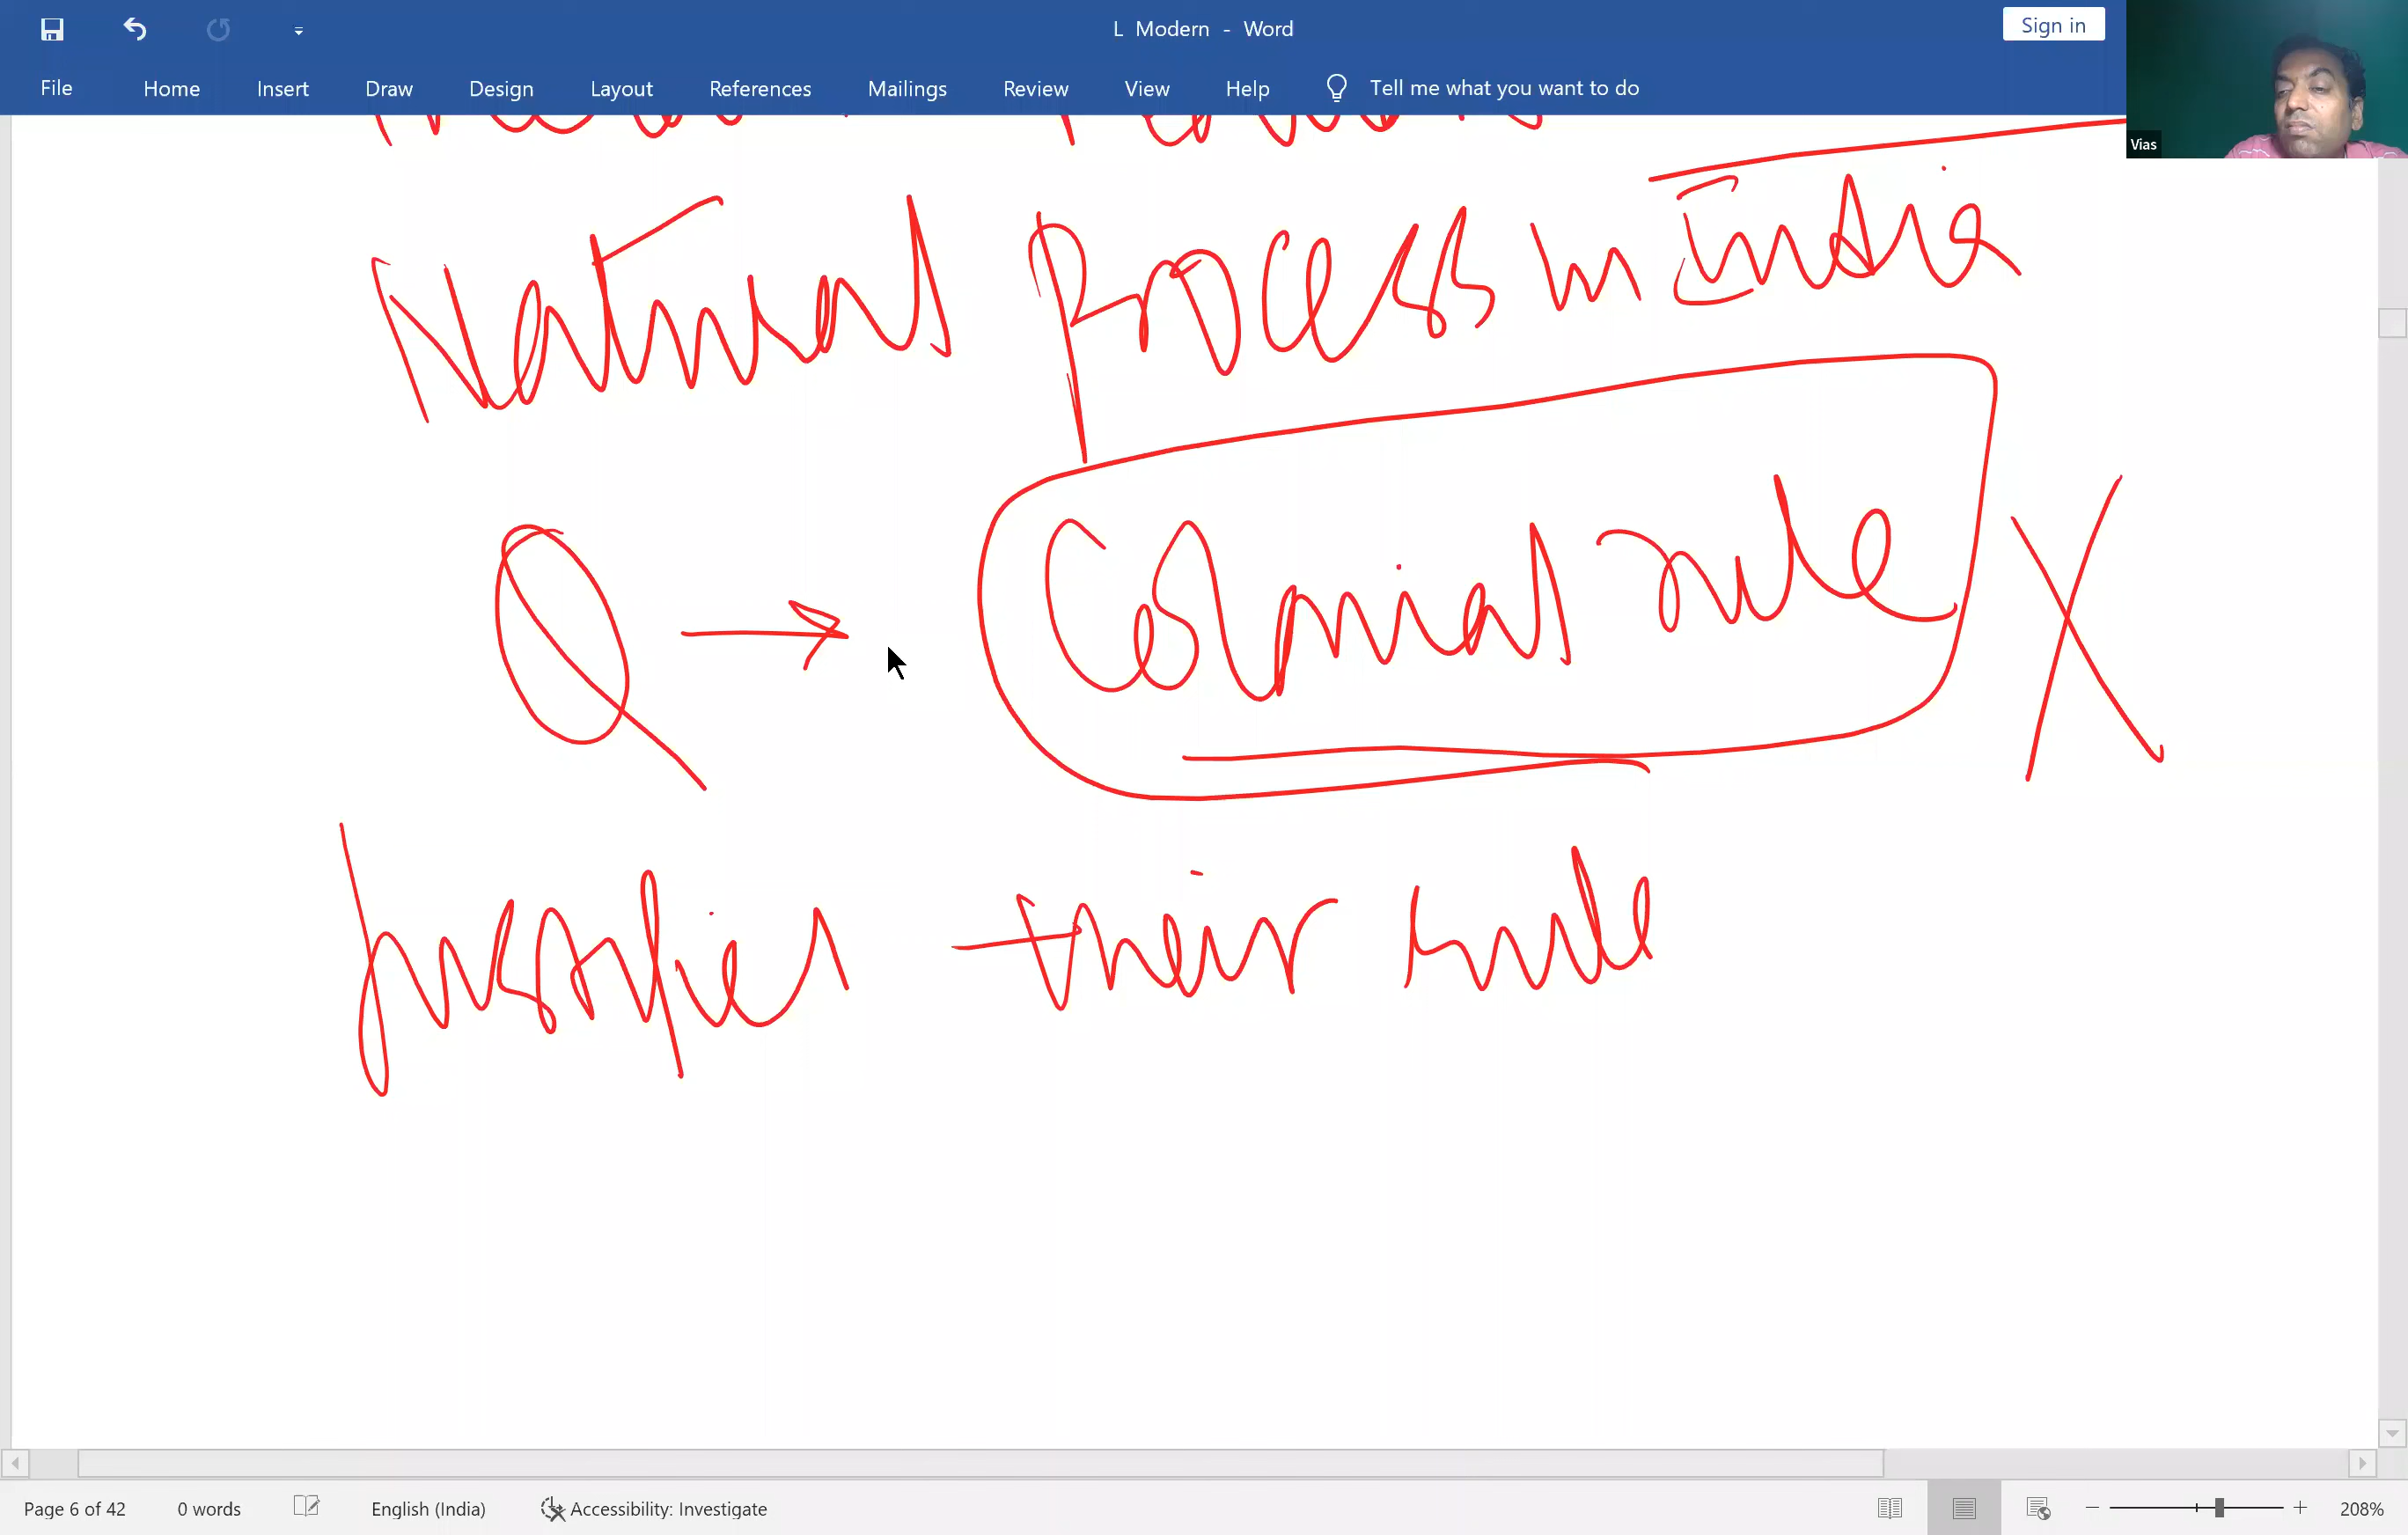 L Modern - Word
Sign in
File Home Insert Draw Design Layout References Mailings Review View Help Tell me what you want to do
Vias
Natural Process in India
Q → Colonial rule X
Justifies their rule
Page 6 of 42 0 words English (India) Accessibility: Investigate 208%